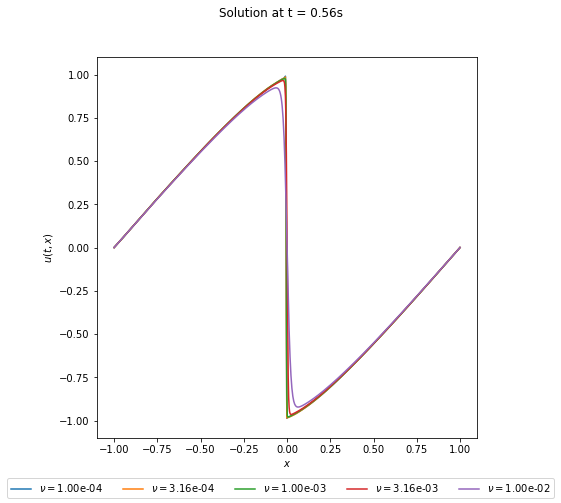 Solution at t = 0.56s
1.00
0.75
0.50
0.25
0.00
−0.25
−0.50
−0.75
−1.00
u(t, x)
−1.00 −0.75 −0.50 −0.25 0.00 0.25 0.50 0.75 1.00
x
ν = 1.00e-04 ν = 3.16e-04 ν = 1.00e-03 ν = 3.16e-03 ν = 1.00e-02